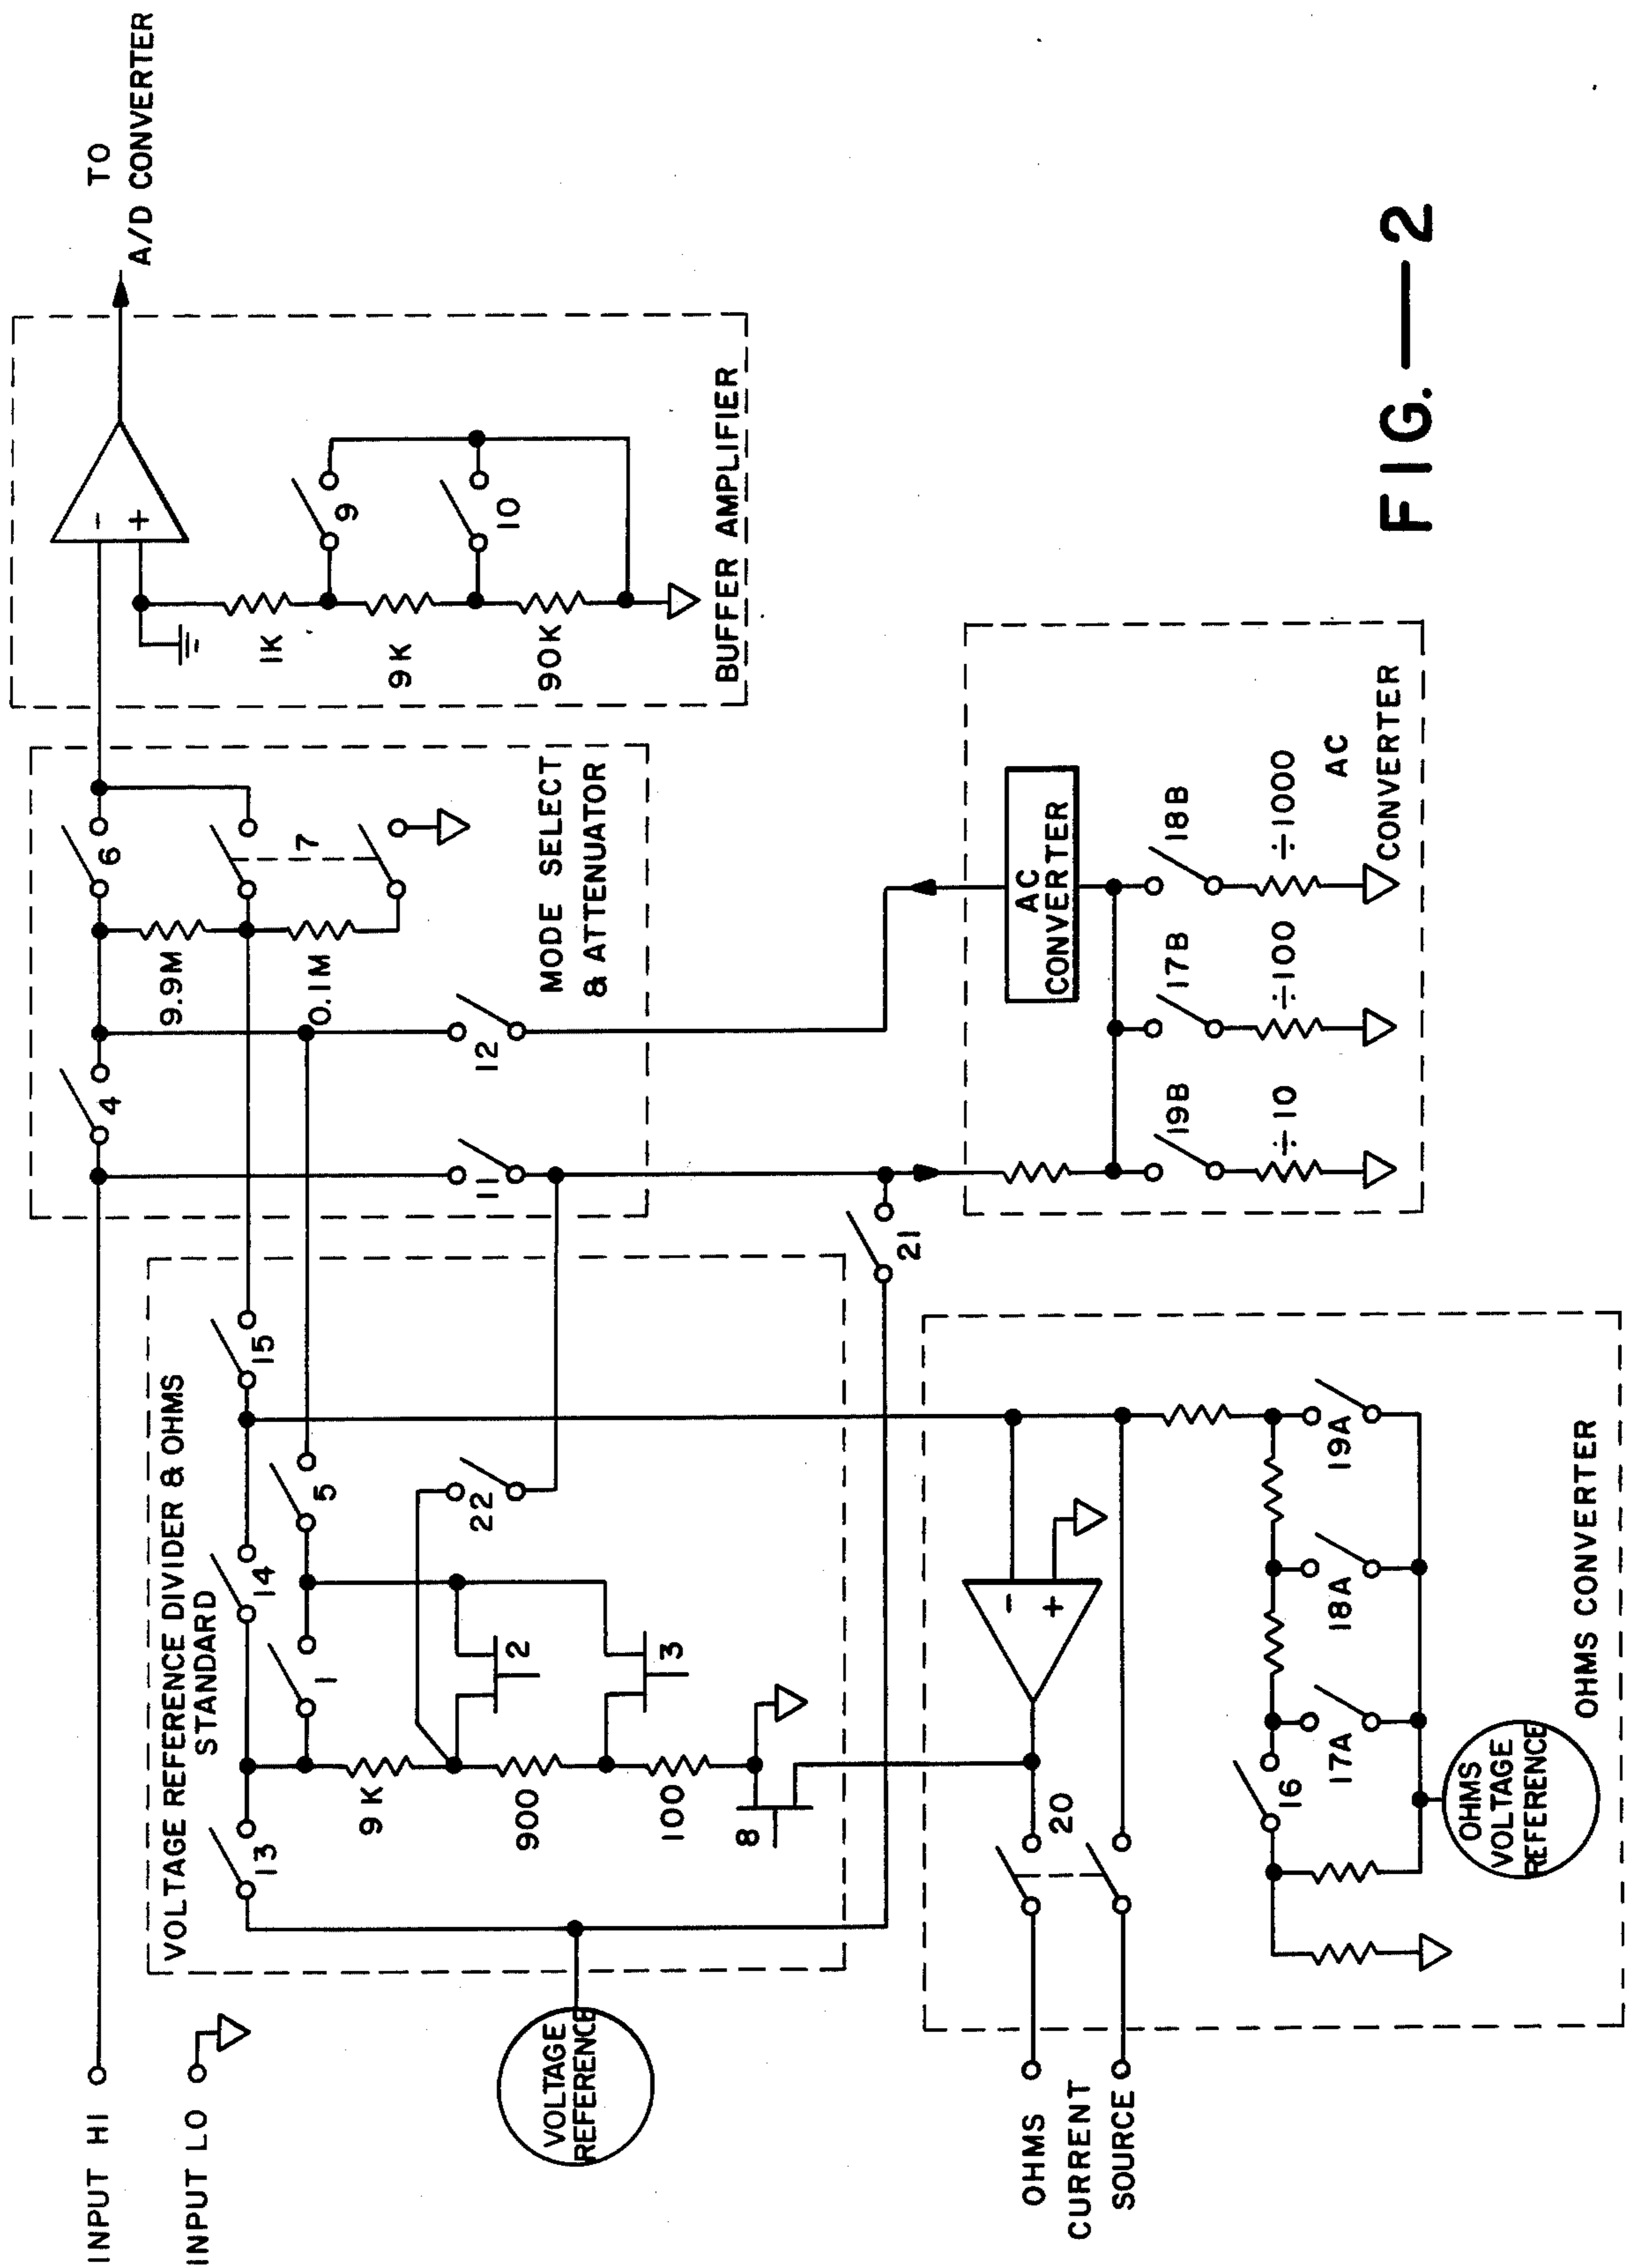 INPUT HI
INPUT LO
4
6
-
+
TO
A/D CONVERTER
9.9M
7
0.1M
11
12
MODE SELECT
& ATTENUATOR
1K
9K
90K
9
10
BUFFER AMPLIFIER
VOLTAGE REFERENCE DIVIDER & OHMS
STANDARD
13
14
15
1
5
9K
2
22
900
3
100
8
VOLTAGE
REFERENCE
21
AC
CONVERTER
19B
17B
18B
÷10
÷100
÷1000
AC
CONVERTER
OHMS
CURRENT
SOURCE
20
-
+
16
17A
18A
19A
OHMS
VOLTAGE
REFERENCE
OHMS CONVERTER
FIG.—2